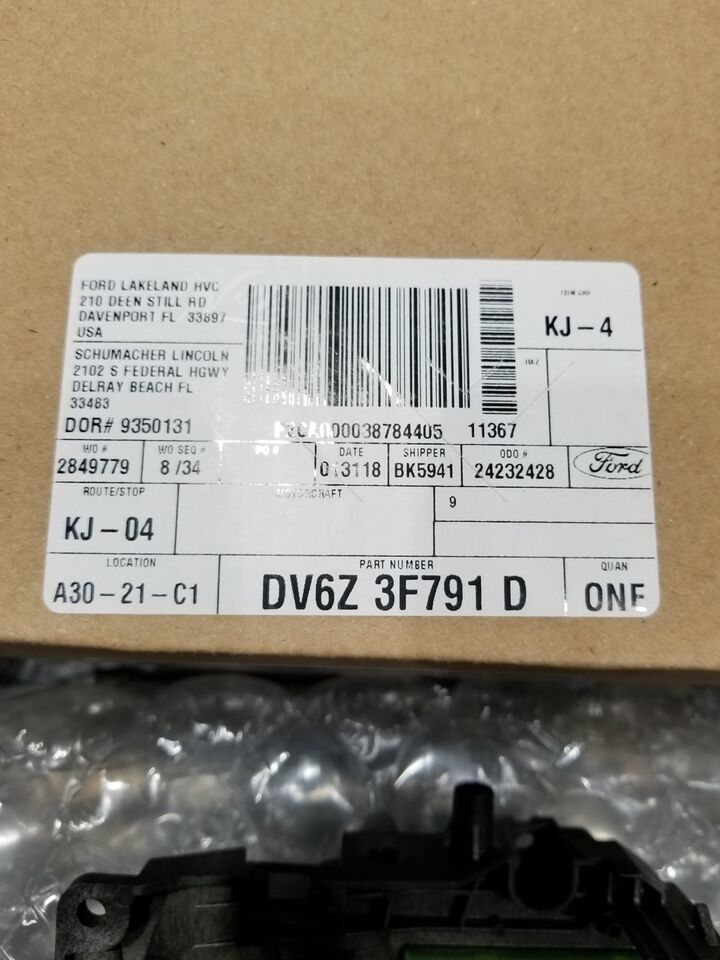 FORD LAKELAND HVC
210 DEEN STILL RD
DAVENPORT FL 33897
USA
SCHUMACHER LINCOLN
2102 S FEDERAL HGWY
DELRAY BEACH FL
33483
DOR# 9350131
11367
KJ-4
WO #
2849779
WO SEQ #
8 /34
PO #
DATE
013118
SHIPPER
BK5941
ODO #
24232428
Ford
ROUTE/STOP
KJ-04
MOTORCRAFT
9
LOCATION
A30-21-C1
PART NUMBER
DV6Z 3F791 D
QUAN
ONE